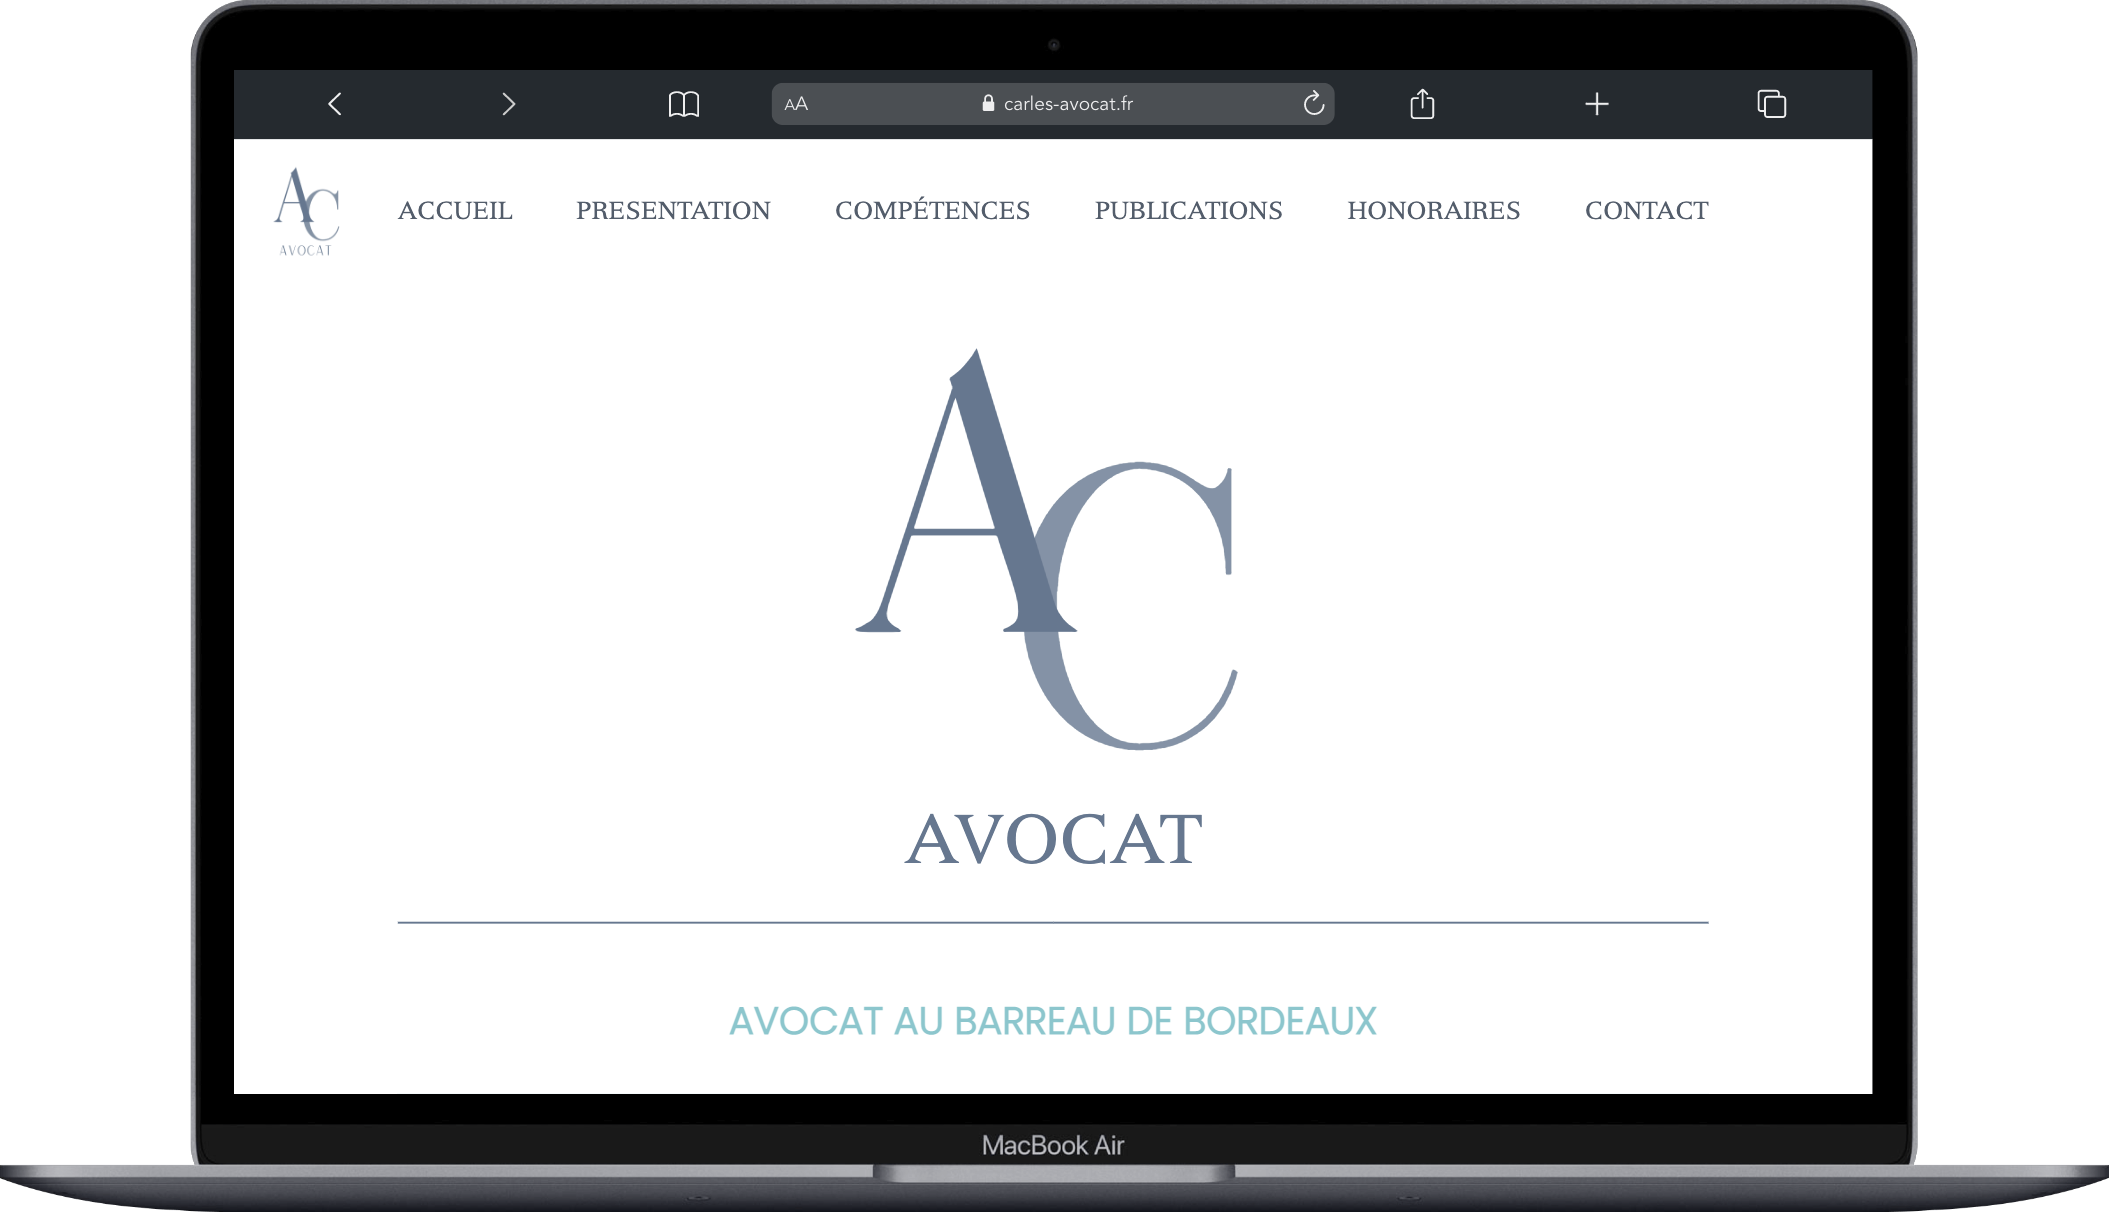 AA carles-avocat.fr
AC
AVOCAT
ACCUEIL PRESENTATION COMPÉTENCES PUBLICATIONS HONORAIRES CONTACT
AC
AVOCAT
AVOCAT AU BARREAU DE BORDEAUX
MacBook Air